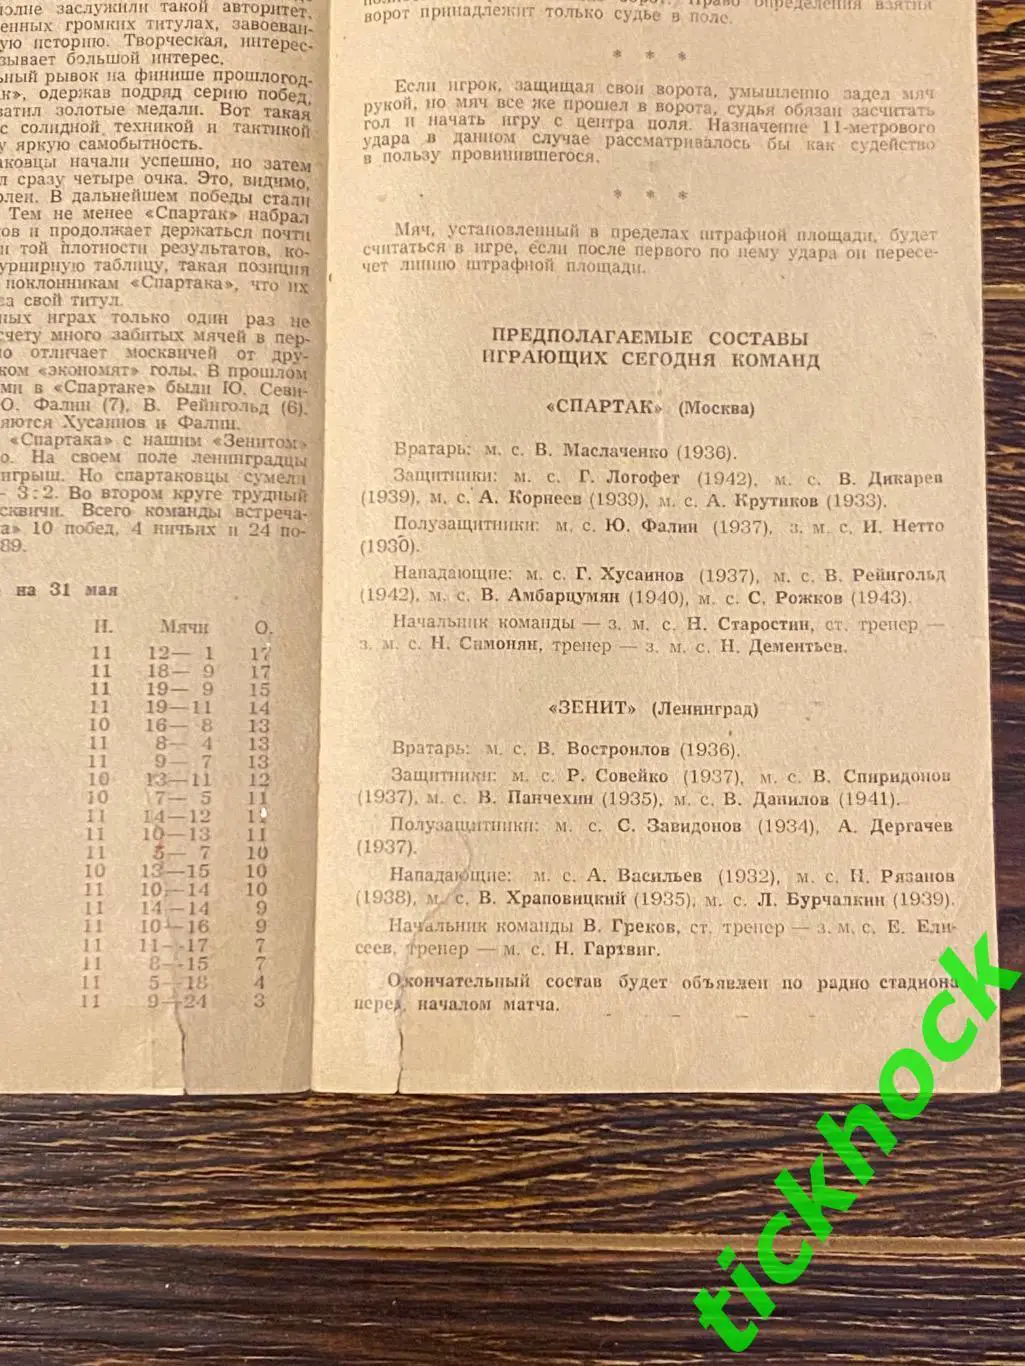 олне заслужили такой авторитет,
енных громких титулах, завоеван-
ую историю. Творческая, интерес-
зывает большой интерес.
ьный рывок на финише прошлогод-
к», одержав подряд серию побед,
ватил золотые медали. Вот такая
с солидной техникой и тактикой
у яркую самобытность.
аковцы начали успешно, но затем
л сразу четыре очка. Это, видимо,
олен. В дальнейшем победы стали
Тем не менее «Спартак» набрал
ов и продолжает держаться почти
и той плотности результатов, ко-
урнирную таблицу, такая позиция
поклонникам «Спартака», что их
за свой титул.
ных играх только один раз не
счету много забитых мячей в пер-
но отличает москвичей от дру-
ком «экономят» голы. В прошлом
ми в «Спартаке» были Ю. Севи-
Ю. Фалин (7), В. Рейнгольд (6).
ляются Хусаинов и Фалин.
«Спартака» с нашим «Зенитом»
о. На своем поле ленинградцы
игрыш. Но спартаковцы сумели
— 3:2. Во втором круге трудный
сквичи. Всего команды встреча-
а» 10 побед, 4 ничьих и 24 по-
89.
на 31 мая
И. Мячи О.
11 12— 1 17
11 18— 9 17
11 19— 9 15
11 19—11 14
10 16— 8 13
11 8— 4 13
11 9— 7 13
10 13—11 12
10 7— 5 11
11 14—12 11
11 10—13 11
11 5— 7 10
10 13—15 10
11 10—14 10
11 14—14 9
11 10—16 9
11 11—17 7
11 8—15 7
11 5—18 4
11 9—24 3
ворот. Право определения взятия
ворот принадлежит только судье в поле.
* * *
Если игрок, защищая свои ворота, умышленно задел мяч
рукой, но мяч все же прошел в ворота, судья обязан засчитать
гол и начать игру с центра поля. Назначение 11-метрового
удара в данном случае рассматривалось бы как судейство
в пользу провинившегося.
* * *
Мяч, установленный в пределах штрафной площади, будет
считаться в игре, если после первого по нему удара он пересе-
чет линию штрафной площади.
ПРЕДПОЛАГАЕМЫЕ СОСТАВЫ
ИГРАЮЩИХ СЕГОДНЯ КОМАНД
«СПАРТАК» (Москва)
Вратарь: м. с. В. Маслаченко (1936).
Защитники: м. с. Г. Логофет (1942), м. с. В. Дикарев
(1939), м. с. А. Корнеев (1939), м. с. А. Крутиков (1933).
Полузащитники: м. с. Ю. Фалин (1937), з. м. с. И. Нетто
(1930).
Нападающие: м. с. Г. Хусаинов (1937), м. с. В. Рейнгольд
(1942), м. с. В. Амбарцумян (1940), м. с. С. Рожков (1943).
Начальник команды — з. м. с. Н. Старостин, ст. тренер —
з. м. с. Н. Симонян, тренер — з. м. с. Н. Дементьев.
«ЗЕНИТ» (Ленинград)
Вратарь: м. с. В. Востроилов (1936).
Защитники: м. с. Р. Совейко (1937), м. с. В. Спиридонов
(1937), м. с. В. Панчехин (1935), м. с. В. Данилов (1941).
Полузащитники: м. с. С. Завидонов (1934), А. Дергачев
(1937).
Нападающие: м. с. А. Васильев (1932), м. с. Н. Рязанов
(1938), м. с. В. Храповицкий (1935), м. с. Л. Бурчалкин (1939).
Начальник команды В. Греков, ст. тренер — з. м. с. Е. Ели-
сеев, тренер — м. с. Н. Гартвиг.
Окончательный состав будет объявлен по радио стадиона
перед началом матча.
tickhock